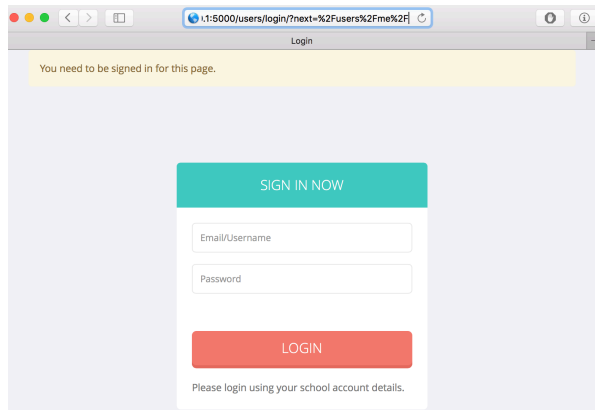 .1:5000/users/login/?next=%2Fusers%2Fme%2F
Login
You need to be signed in for this page.
SIGN IN NOW
Email/Username
Password
LOGIN
Please login using your school account details.